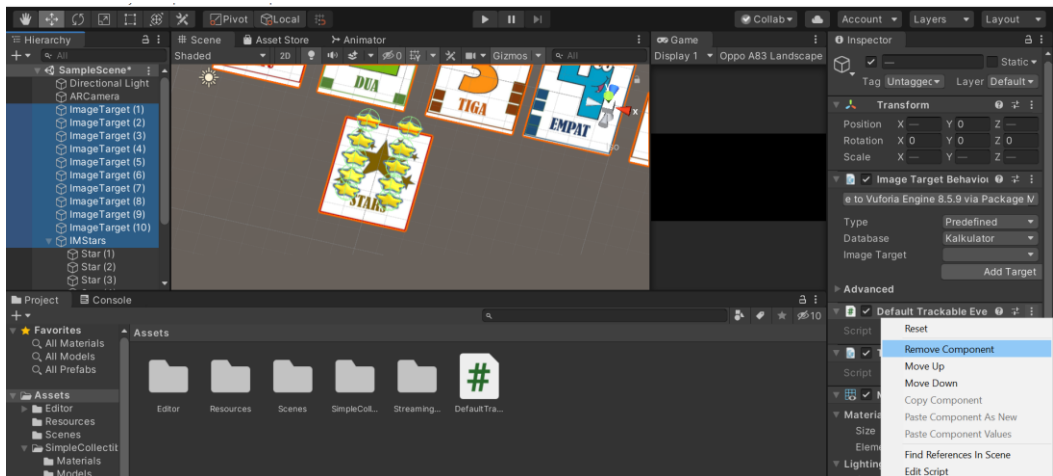 Pivot
Local
Collab
Account
Layers
Layout
Hierarchy
All
SampleScene*
Directional Light
ARCamera
ImageTarget (1)
ImageTarget (2)
ImageTarget (3)
ImageTarget (4)
ImageTarget (5)
ImageTarget (6)
ImageTarget (7)
ImageTarget (8)
ImageTarget (9)
ImageTarget (10)
IMStars
Star (1)
Star (2)
Star (3)
# Scene
Asset Store
Animator
Shaded
2D
0
Gizmos
All
DUA
TIGA
EMPAT
STARS
x
Iso
Game
Display 1
Oppo A83 Landscape
Inspector
—
Static
Tag Untagged
Layer Default
Transform
Position X — Y 0 Z —
Rotation X 0 Y 0 Z 0
Scale X — Y — Z —
Image Target Behaviou
e to Vuforia Engine 8.5.9 via Package M
Type Predefined
Database Kalkulator
Image Target —
Add Target
Advanced
Default Trackable Eve
Script
Script
Materia
Size
Eleme
Lighting
Reset
Remove Component
Move Up
Move Down
Copy Component
Paste Component As New
Paste Component Values
Find References In Scene
Edit Script
Project
Console
10
Favorites
All Materials
All Models
All Prefabs
Assets
Editor
Resources
Scenes
SimpleCollectit
Materials
Models
Assets
Editor
Resources
Scenes
SimpleColl...
Streaming...
#
DefaultTra...